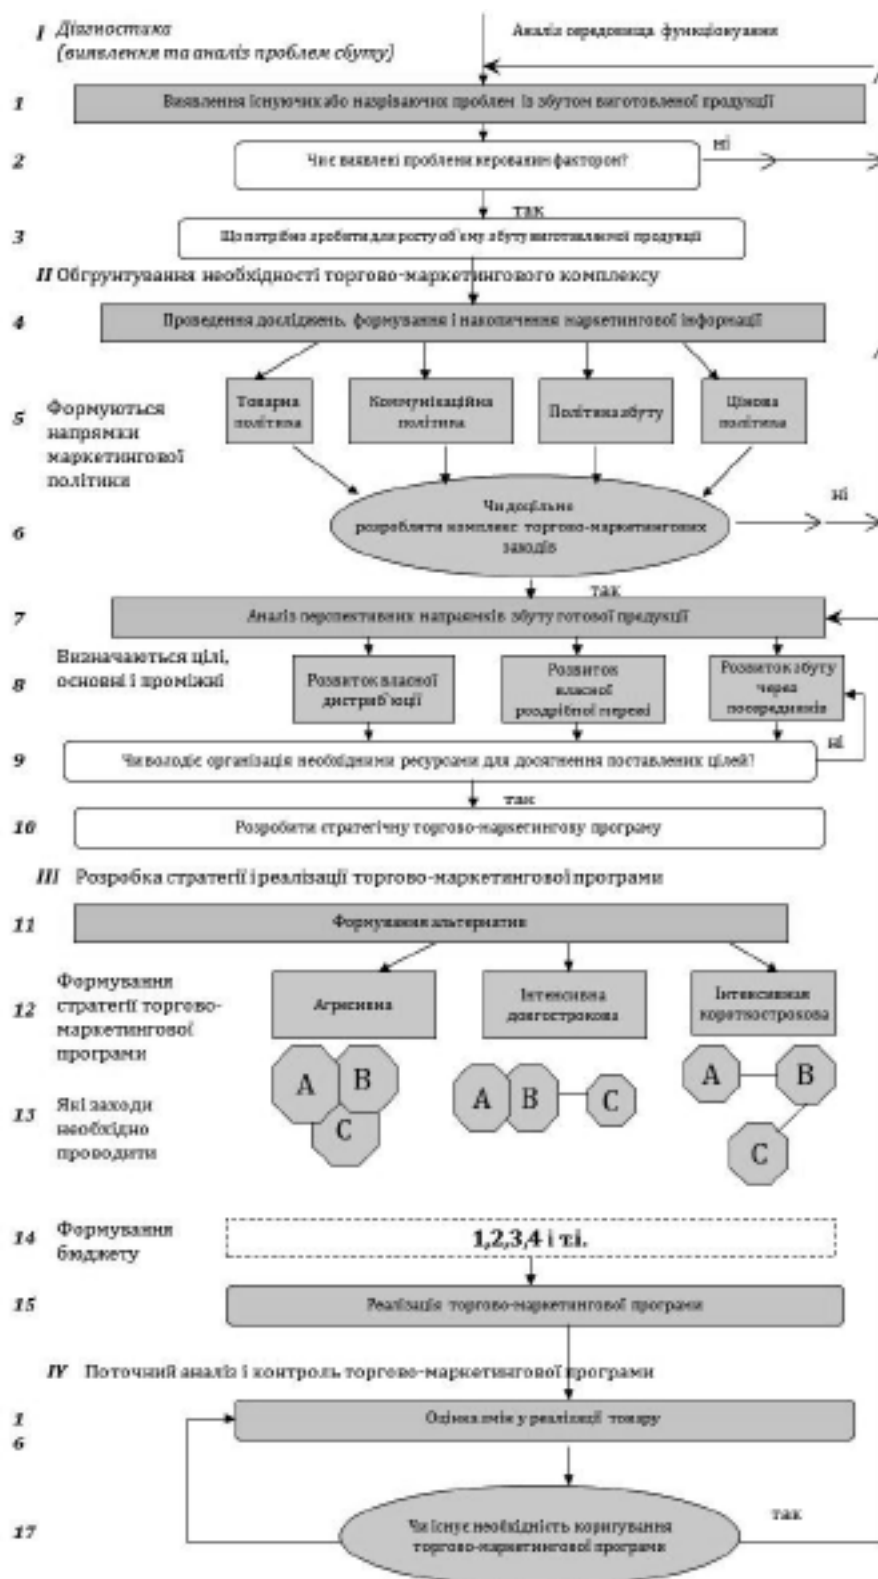 I Діагностика
(виявлення та аналіз проблем сбуту)
Аналіз середовища функціонування
1 Виявлення існуючих або назріваючих проблем із збутом виготовленої продукції
2 Чи є виявлені проблеми керованим фактором?
ні
так
3 Що потрібно зробити для росту об'єму збуту виготовляємої продукції
II Обгрунтування необхідності торгово-маркетингового комплексу
4 Проведення досліджень, формування і накопичення маркетингової інформації
5 Формуються
напрямки
маркетингової
політики
Товарна
політика
Коммунікаційна
політика
Політика збуту
Цінова
політика
6 Чи доцільно
розробляти комплекс торгово-маркетингових
заходів
ні
так
7 Аналіз перспективних напрямків збуту готової продукції
8 Визначаються цілі,
основні і проміжні
Розвиток власної
дистриб'юції
Розвиток
власної
роздрібної мережі
Розвиток збуту
через
посередників
9 Чи володіє організація необхідними ресурсами для досягнення поставлених цілей?
ні
так
10 Розробити стратегічну торгово-маркетингову програму
III Розробка стратегії і реалізації торгово-маркетингової програми
11 Формування альтернатив
12 Формування
стратегії торгово-
маркетингової
програми
Агресивна
Інтенсивна
довгострокова
Інтенсивная
короткострокова
13 Які заходи
необхідно
проводити
A B C
A B C
A B C
14 Формування
бюджету
1,2,3,4 і т.і.
15 Реалізація торгово-маркетингової програми
IY Поточний аналіз і контроль торгово-маркетингової програми
1
6
Оцінка змін у реалізації товару
17 Чи існує необхідність коригування
торгово-маркетингової програми
так